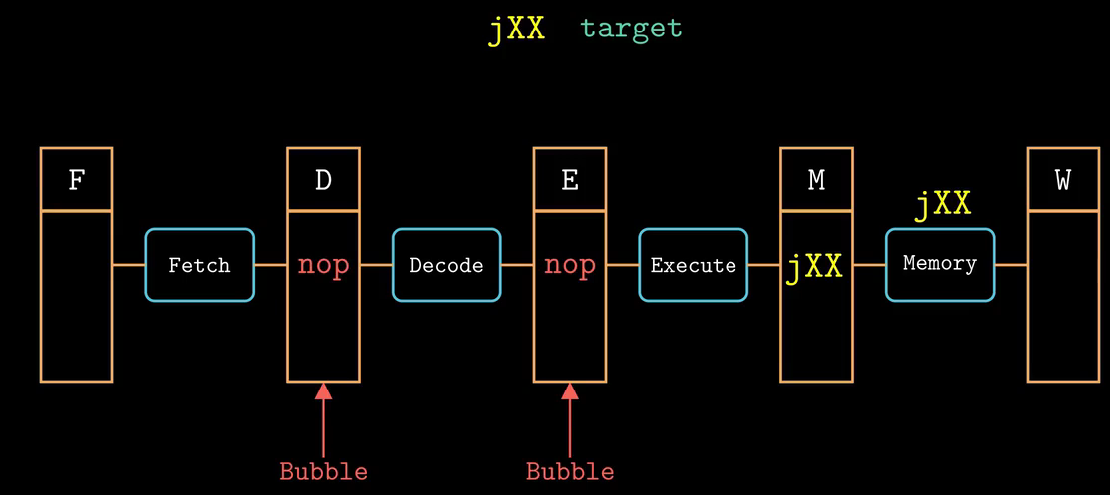 jXX target
F D E M W
jXX
Fetch nop Decode nop Execute jXX Memory
Bubble Bubble